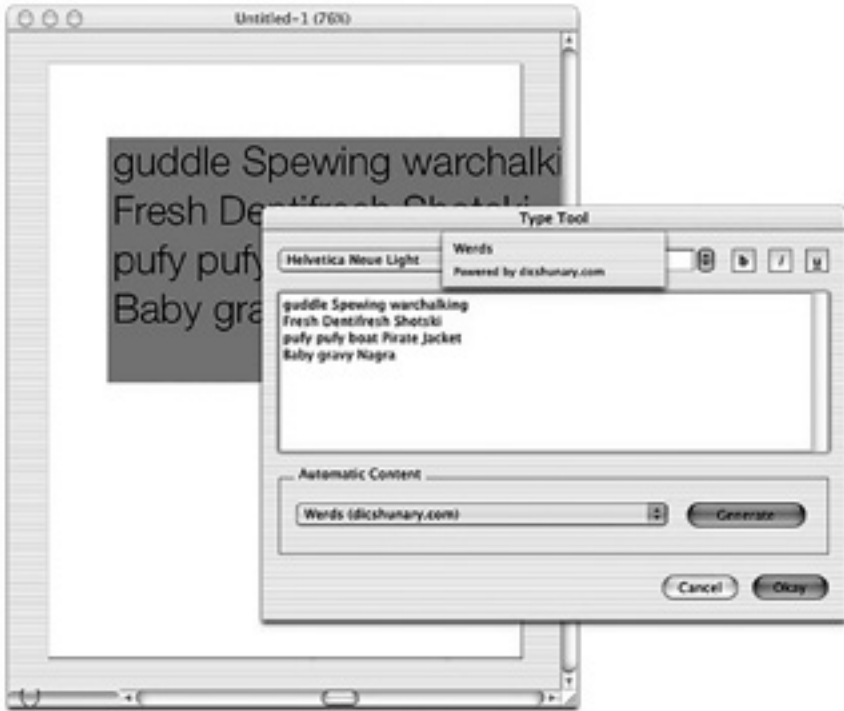 Untitled-1 (76%)
guddle Spewing warchalki
Fresh Dentifresh Shotski
pufy pufy
Baby gra
Type Tool
Helvetica Neue Light
Werds
Powered by dicshunary.com
b i u
guddle Spewing warchalking
Fresh Dentifresh Shotski
pufy pufy boat Pirate Jacket
Baby gravy Nagra
Automatic Content
Werds (dicshunary.com)
Generate
Cancel
Okay